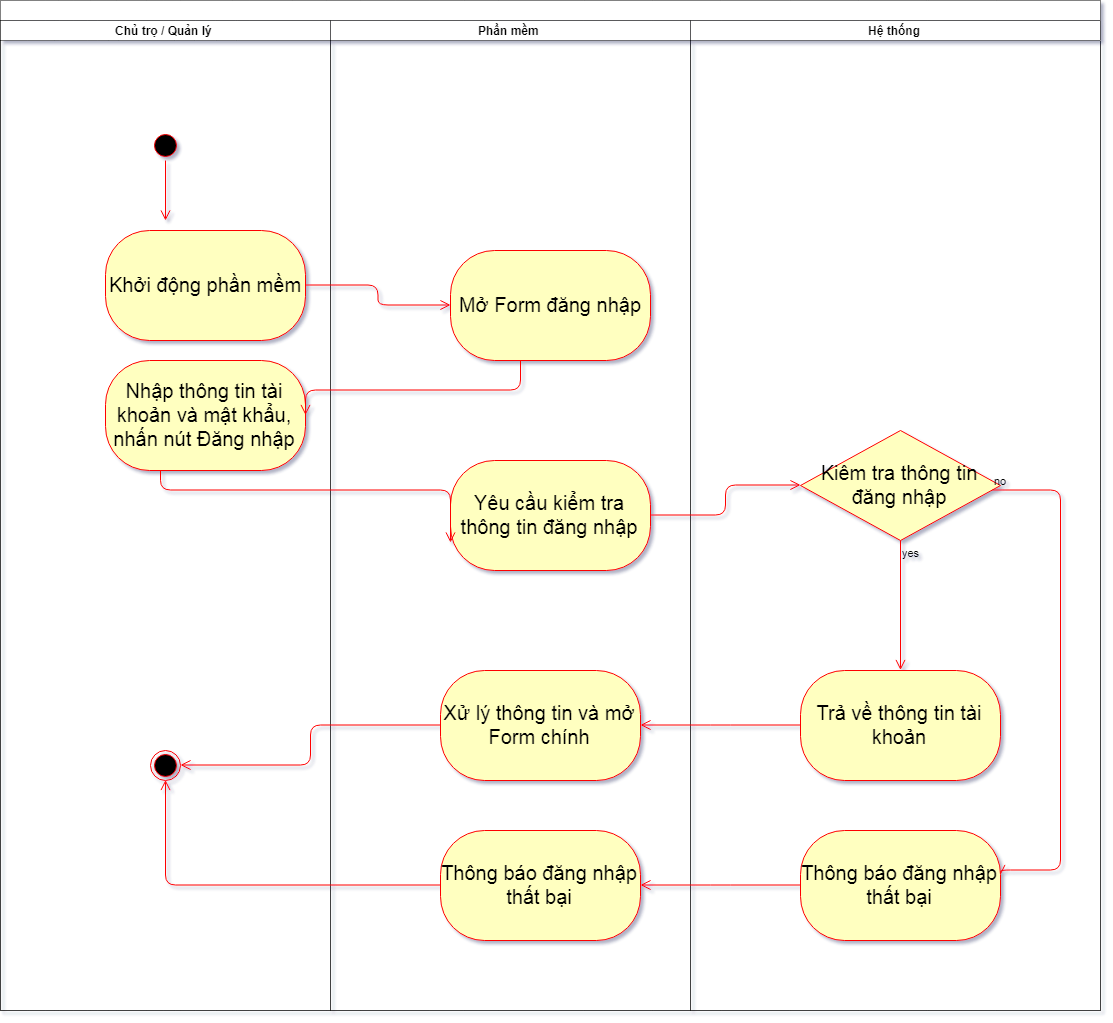 Chủ trọ / Quản lý
Phần mềm
Hệ thống
Khởi động phần mềm
Mở Form đăng nhập
Nhập thông tin tài
khoản và mật khẩu,
nhấn nút Đăng nhập
Yêu cầu kiểm tra
thông tin đăng nhập
Kiêm tra thông tin
đăng nhập
no
yes
Xử lý thông tin và mở
Form chính
Trả về thông tin tài
khoản
Thông báo đăng nhập
thất bại
Thông báo đăng nhập
thất bại